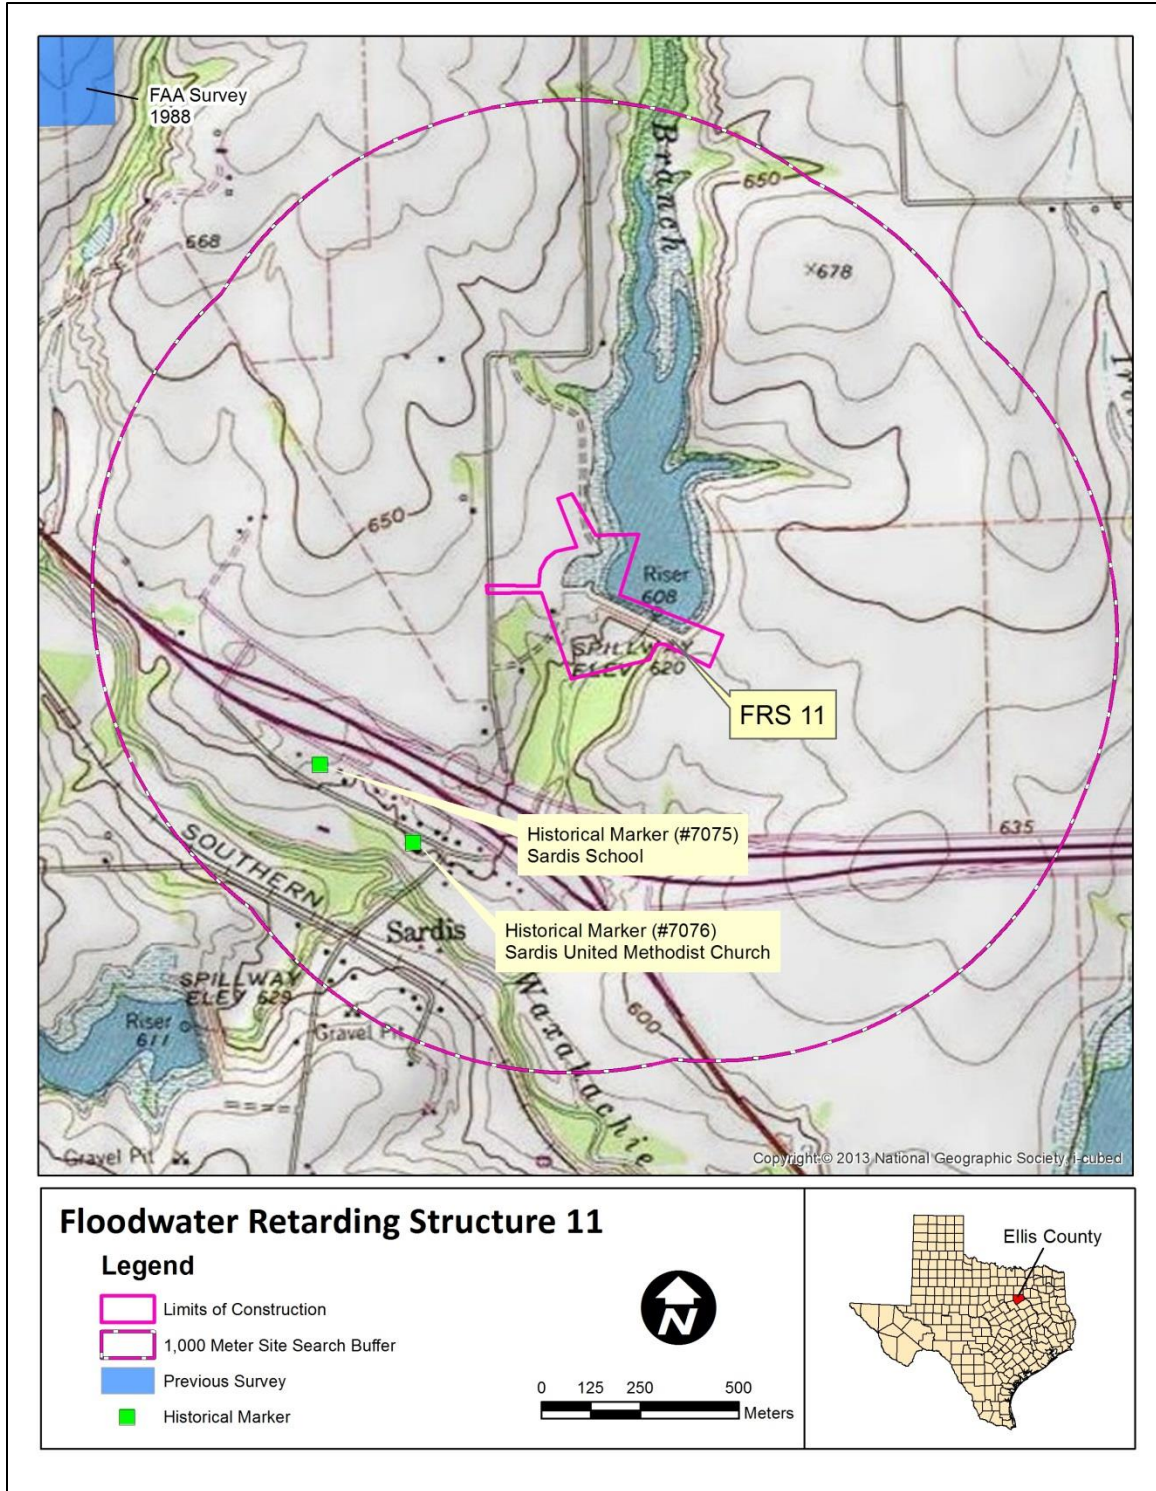 FAA Survey
1988
Branch
650
668
×678
650
Riser
608
SPILLWAY
ELEV 620
FRS 11
Historical Marker (#7075)
Sardis School
635
SOUTHERN
Sardis
Historical Marker (#7076)
Sardis United Methodist Church
SPILLWAY
ELEV 629
Riser
611
Gravel Pit
Waxahachie
600
Gravel Pit
Copyright:© 2013 National Geographic Society, i-cubed
Floodwater Retarding Structure 11
Legend
Limits of Construction
1,000 Meter Site Search Buffer
Previous Survey
Historical Marker
N
0 125 250 500
Meters
Ellis County